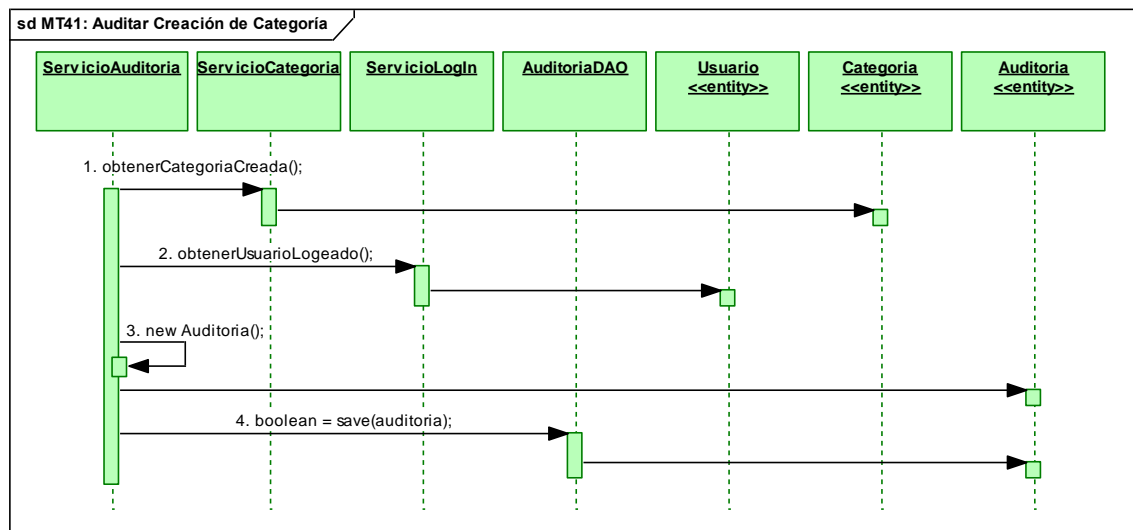 sd MT41: Auditar Creación de Categoría
ServicioAuditoria
ServicioCategoria
ServicioLogIn
AuditoriaDAO
Usuario
<<entity>>
Categoria
<<entity>>
Auditoria
<<entity>>
1. obtenerCategoriaCreada();
2. obtenerUsuarioLogeado();
3. new Auditoria();
4. boolean = save(auditoria);